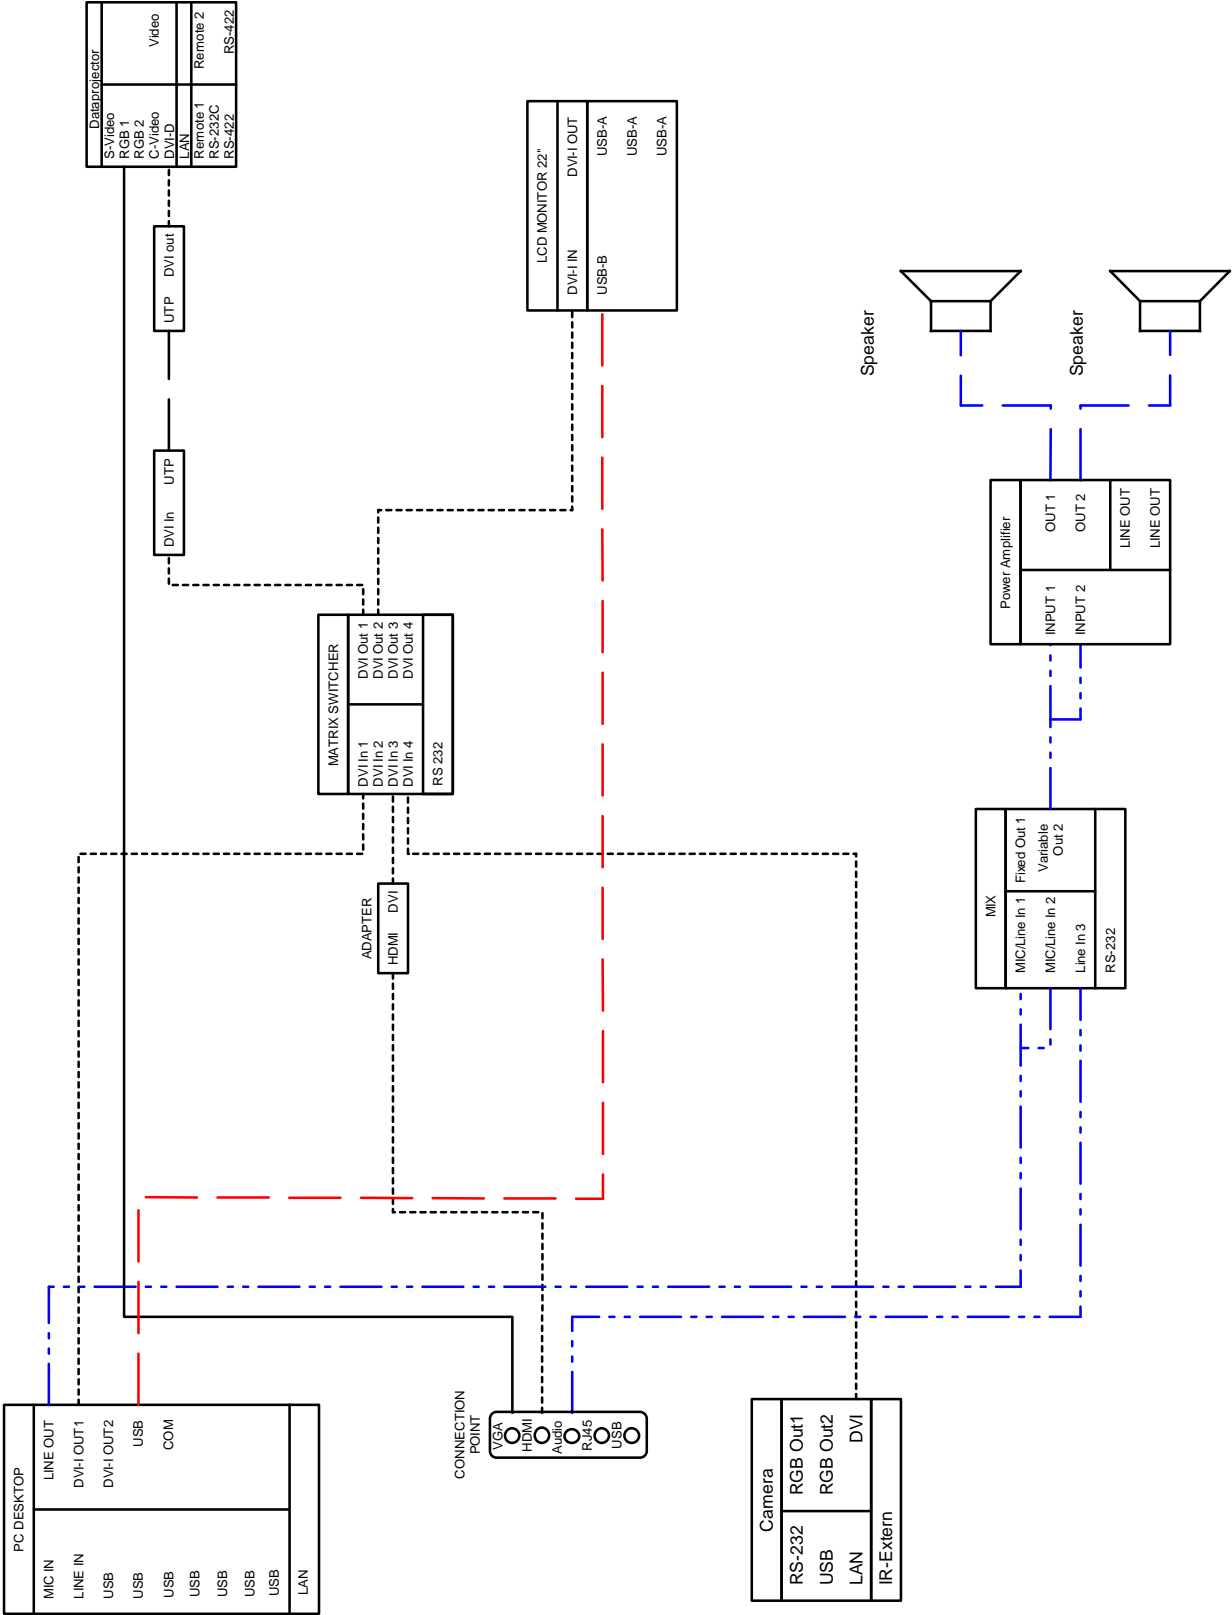 PC DESKTOP
MIC IN LINE OUT
LINE IN DVI-I OUT1
USB DVI-I OUT2
USB USB
USB COM
USB
USB
USB
USB
LAN
CONNECTION
POINT
VGA
HDMI
Audio
RJ45
USB
Camera
RS-232 RGB Out1
USB RGB Out2
LAN DVI
IR-Extern
ADAPTER
HDMI DVI
MATRIX SWITCHER
DVI In 1 DVI Out 1
DVI In 2 DVI Out 2
DVI In 3 DVI Out 3
DVI In 4 DVI Out 4
RS 232
MIX
MIC/Line In 1 Fixed Out 1
MIC/Line In 2 Variable
Out 2
Line In 3
RS-232
DVI In UTP
UTP DVI out
Dataprojector
S-Video
RGB 1
RGB 2
C-Video Video
DVI-D
LAN
Remote 1 Remote 2
RS-232C
RS-422 RS-422
LCD MONITOR 22"
DVI-I IN DVI-I OUT
USB-B USB-A
USB-A
USB-A
Power Amplifier
INPUT 1 OUT 1
INPUT 2 OUT 2
LINE OUT
LINE OUT
Speaker
Speaker